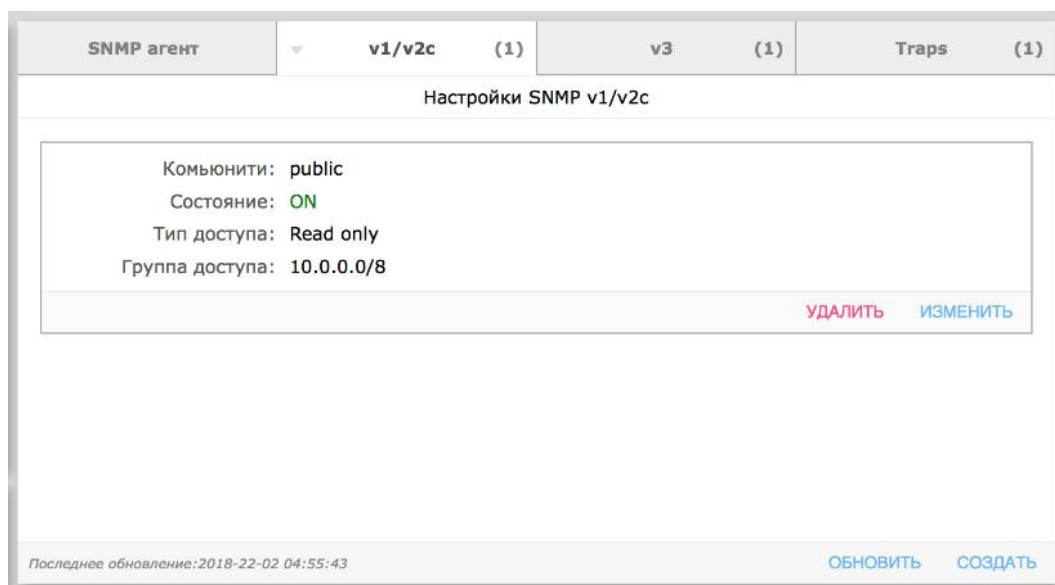 SNMP агент v1/v2c (1) v3 (1) Traps (1)
Настройки SNMP v1/v2c
Комьюнити: public
Состояние: ON
Тип доступа: Read only
Группа доступа: 10.0.0.0/8
УДАЛИТЬ ИЗМЕНИТЬ
Последнее обновление:2018-22-02 04:55:43 ОБНОВИТЬ СОЗДАТЬ